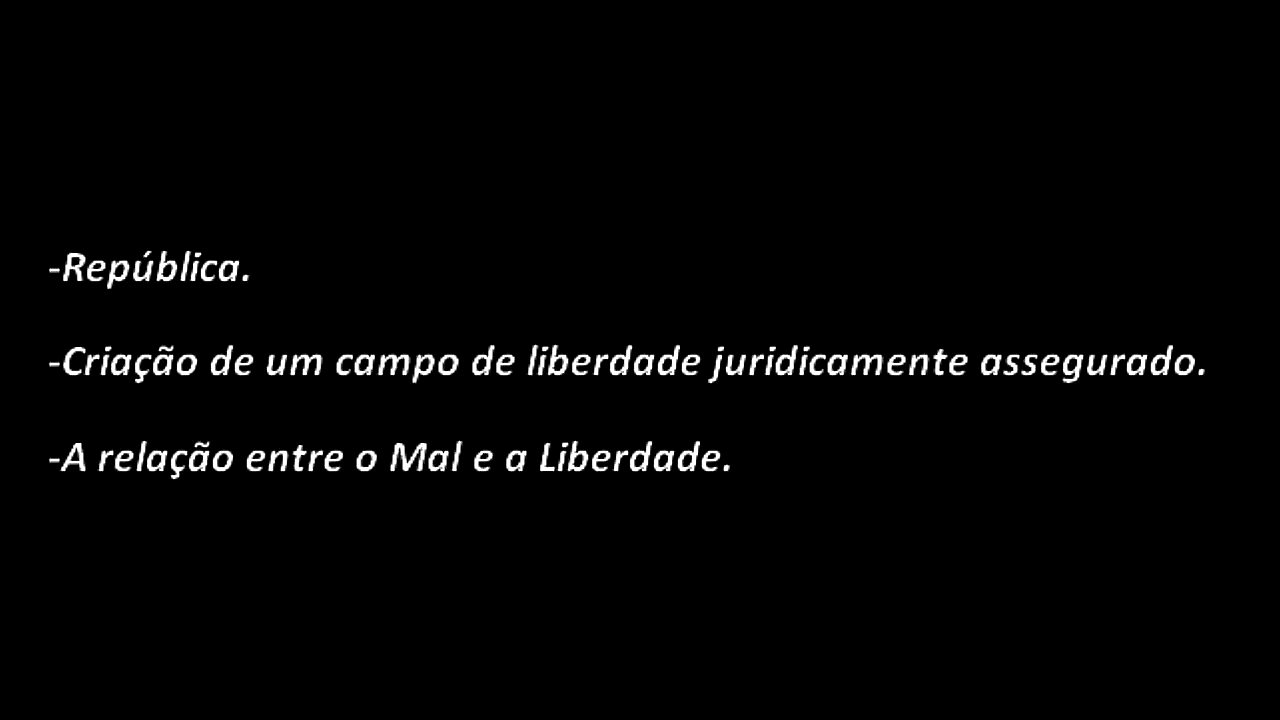 -República.
-Criação de um campo de liberdade juridicamente assegurado.
-A relação entre o Mal e a Liberdade.